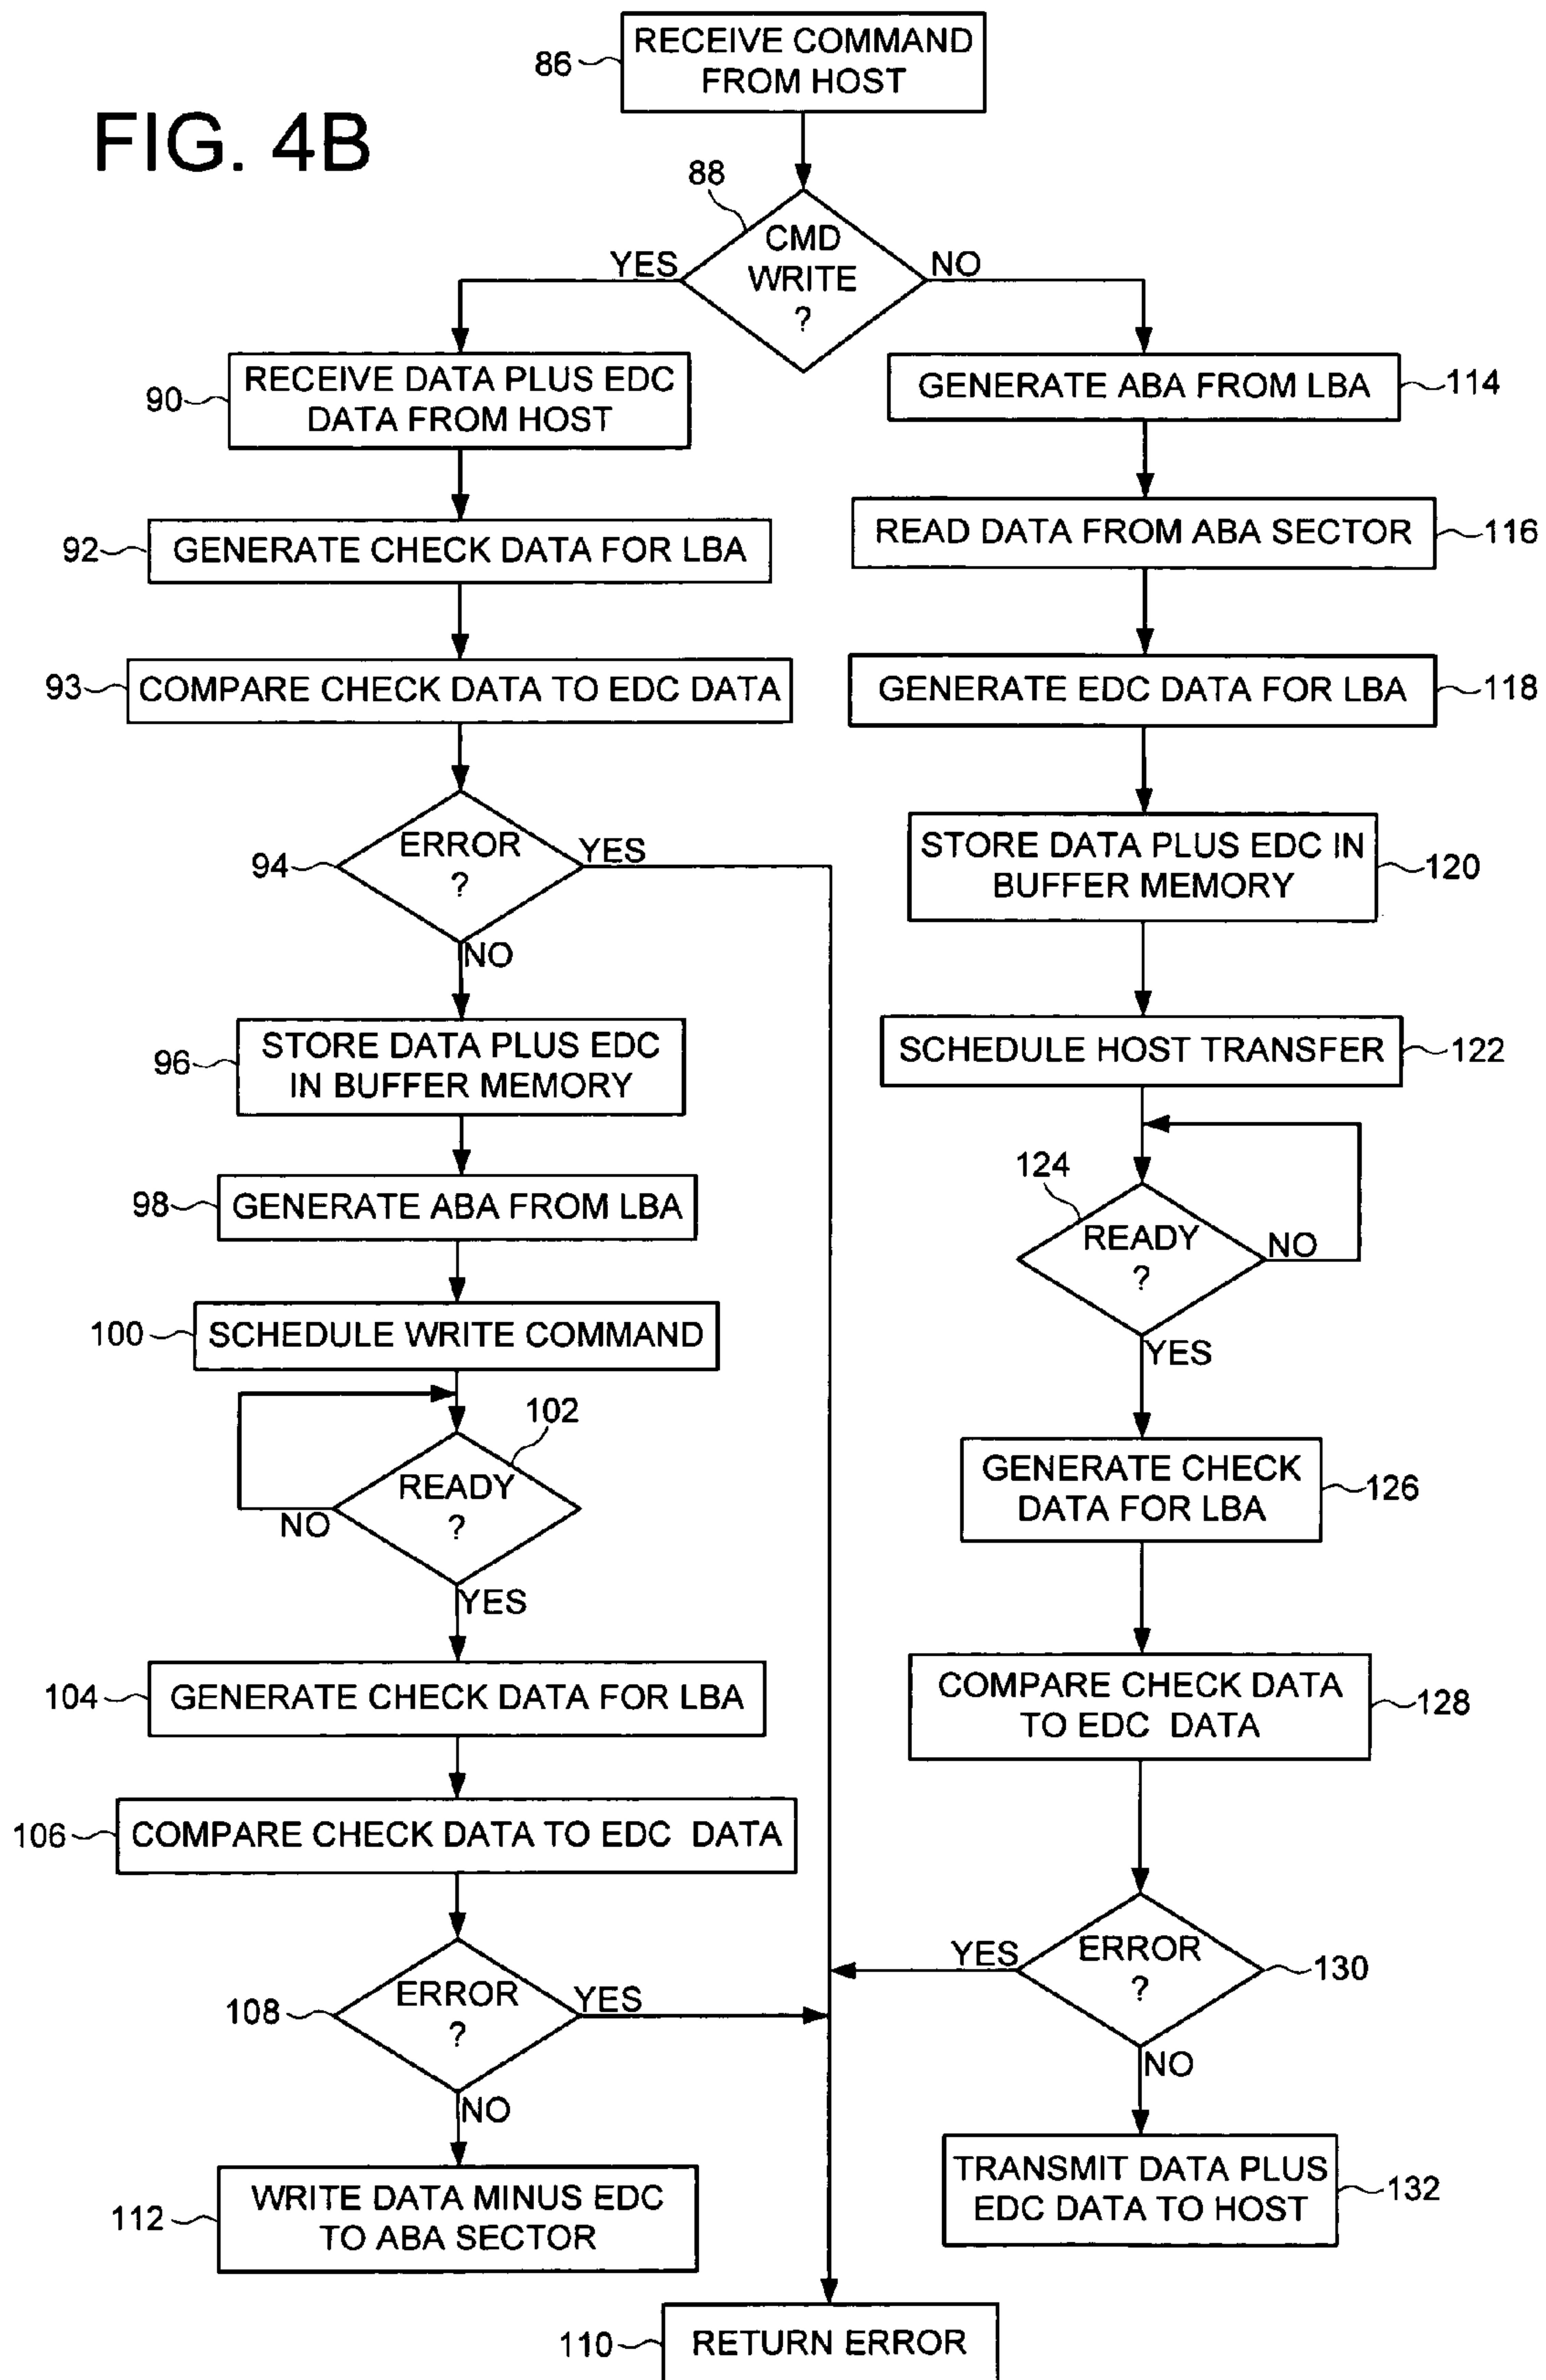 FIG. 4B
86
RECEIVE COMMAND
FROM HOST
88
CMD
WRITE
?
YES
NO
90
RECEIVE DATA PLUS EDC
DATA FROM HOST
92
GENERATE CHECK DATA FOR LBA
93
COMPARE CHECK DATA TO EDC DATA
94
ERROR
?
YES
NO
96
STORE DATA PLUS EDC
IN BUFFER MEMORY
98
GENERATE ABA FROM LBA
100
SCHEDULE WRITE COMMAND
102
READY
?
NO
YES
104
GENERATE CHECK DATA FOR LBA
106
COMPARE CHECK DATA TO EDC DATA
108
ERROR
?
YES
NO
112
WRITE DATA MINUS EDC
TO ABA SECTOR
GENERATE ABA FROM LBA
114
READ DATA FROM ABA SECTOR
116
GENERATE EDC DATA FOR LBA
118
STORE DATA PLUS EDC IN
BUFFER MEMORY
120
SCHEDULE HOST TRANSFER
122
124
READY
?
NO
YES
GENERATE CHECK
DATA FOR LBA
126
COMPARE CHECK DATA
TO EDC DATA
128
YES
ERROR
?
130
NO
TRANSMIT DATA PLUS
EDC DATA TO HOST
132
110
RETURN ERROR